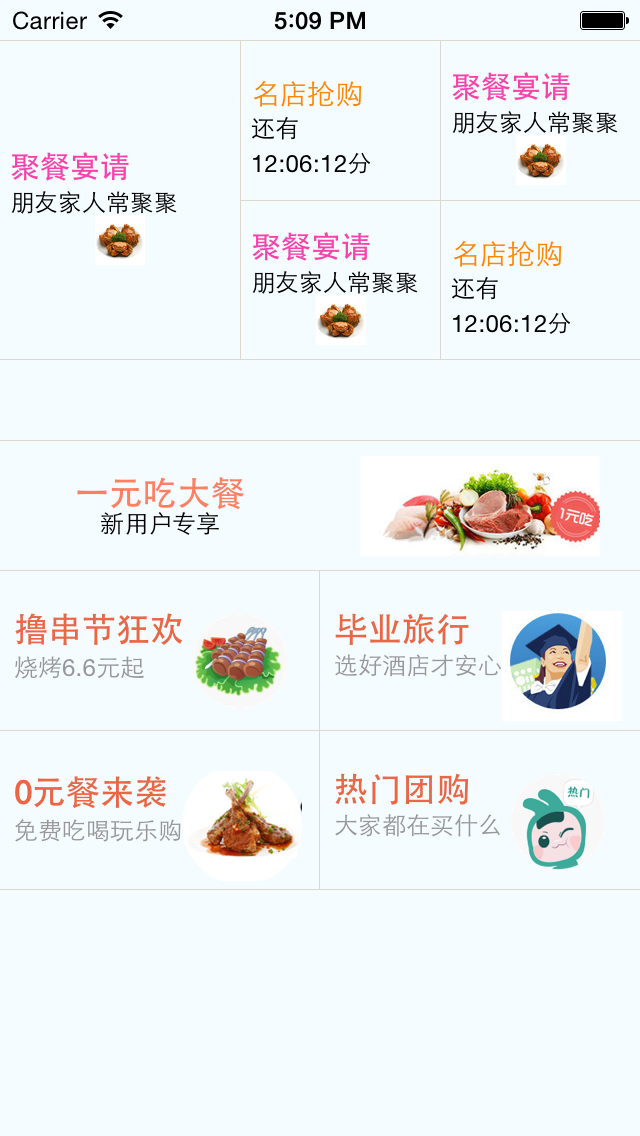 Carrier 5:09 PM
聚餐宴请
朋友家人常聚聚
名店抢购
还有
12:06:12分
聚餐宴请
朋友家人常聚聚
聚餐宴请
朋友家人常聚聚
名店抢购
还有
12:06:12分
一元吃大餐
新用户专享
1元吃
撸串节狂欢
烧烤6.6元起
毕业旅行
选好酒店才安心
0元餐来袭
免费吃喝玩乐购
热门团购
大家都在买什么
热门